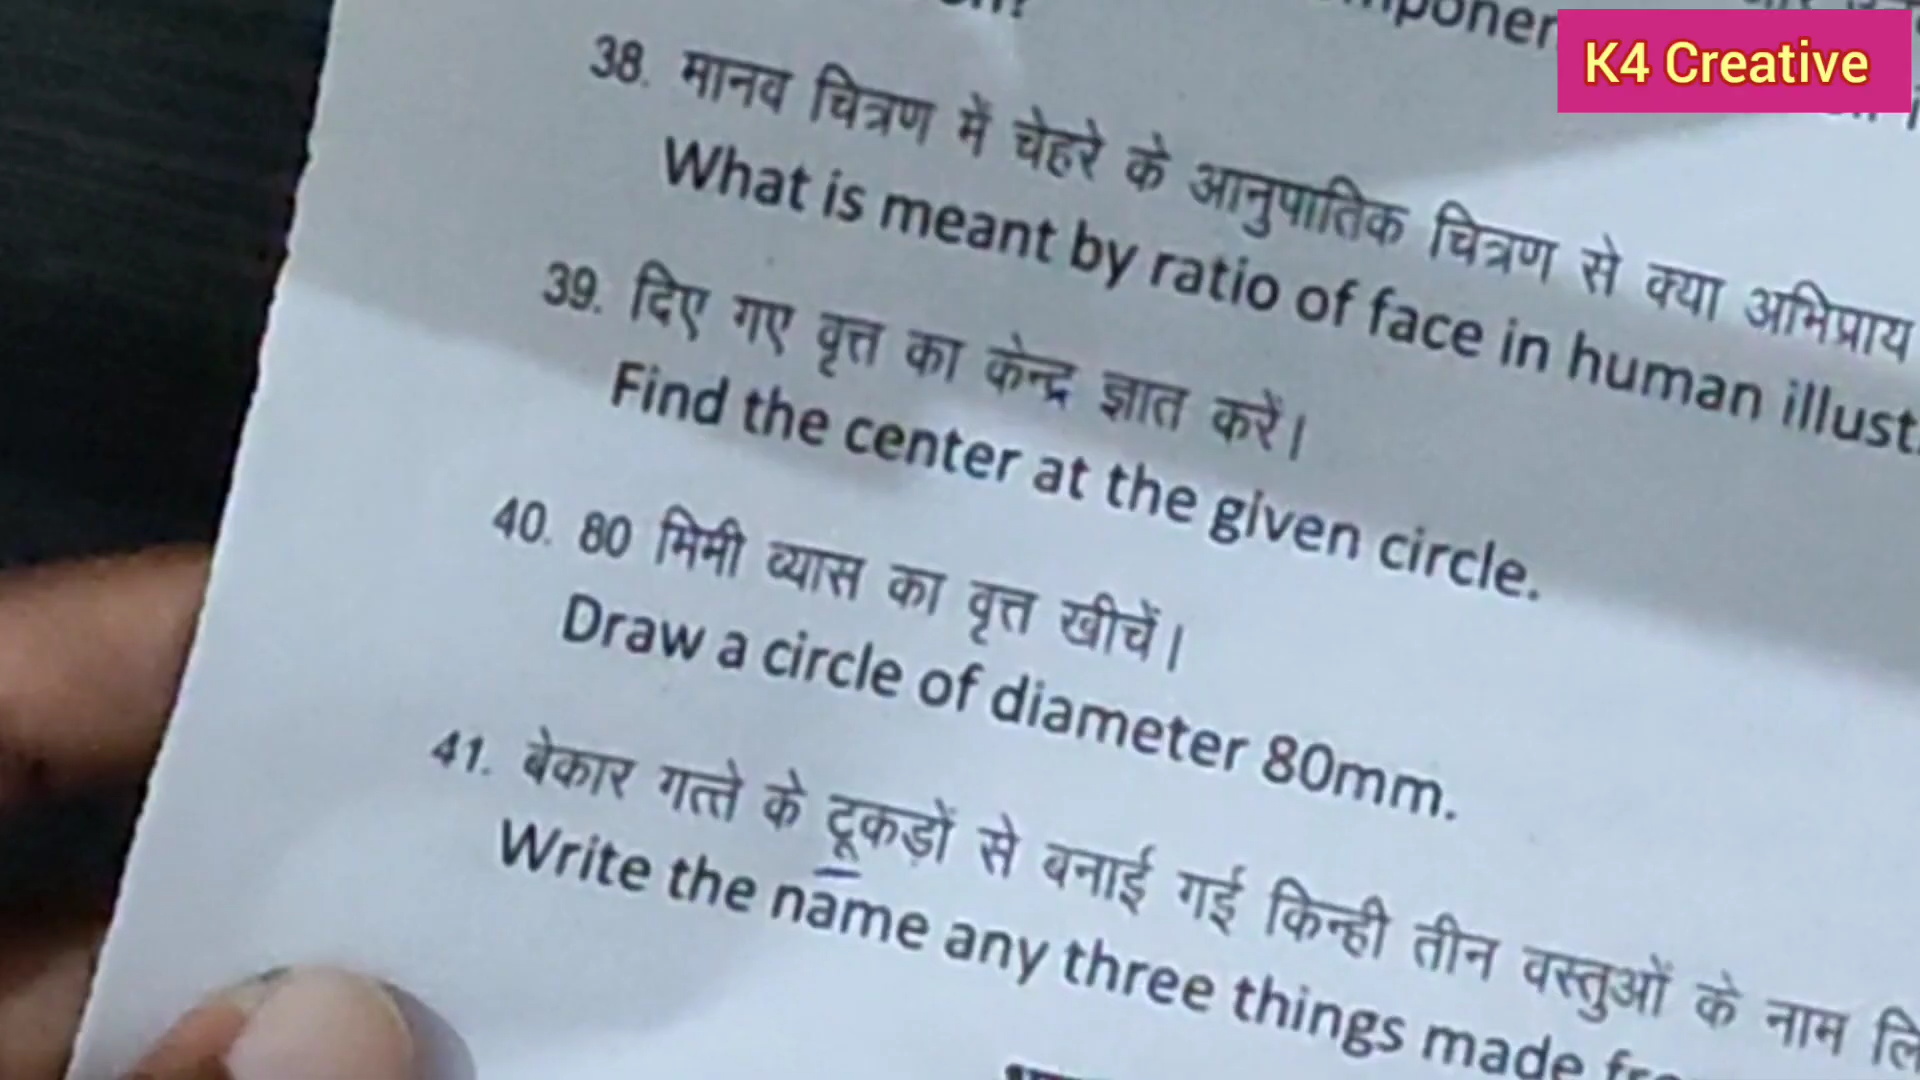 K4 Creative
38. मानव चित्रण में चेहरे के आनुपातिक चित्रण से क्या अभिप्राय
What is meant by ratio of face in human
39. दिए गए वृत्त का केन्द्र ज्ञात करें।
Find the center at the given circle.
40. 80 मिमी व्यास का वृत्त खीचें।
Draw a circle of diameter 80mm.
41. बेकार गत्ते के टूकड़ों से बनाई गई किन्ही तीन वस्तुओं के नाम
Write the name any three things made